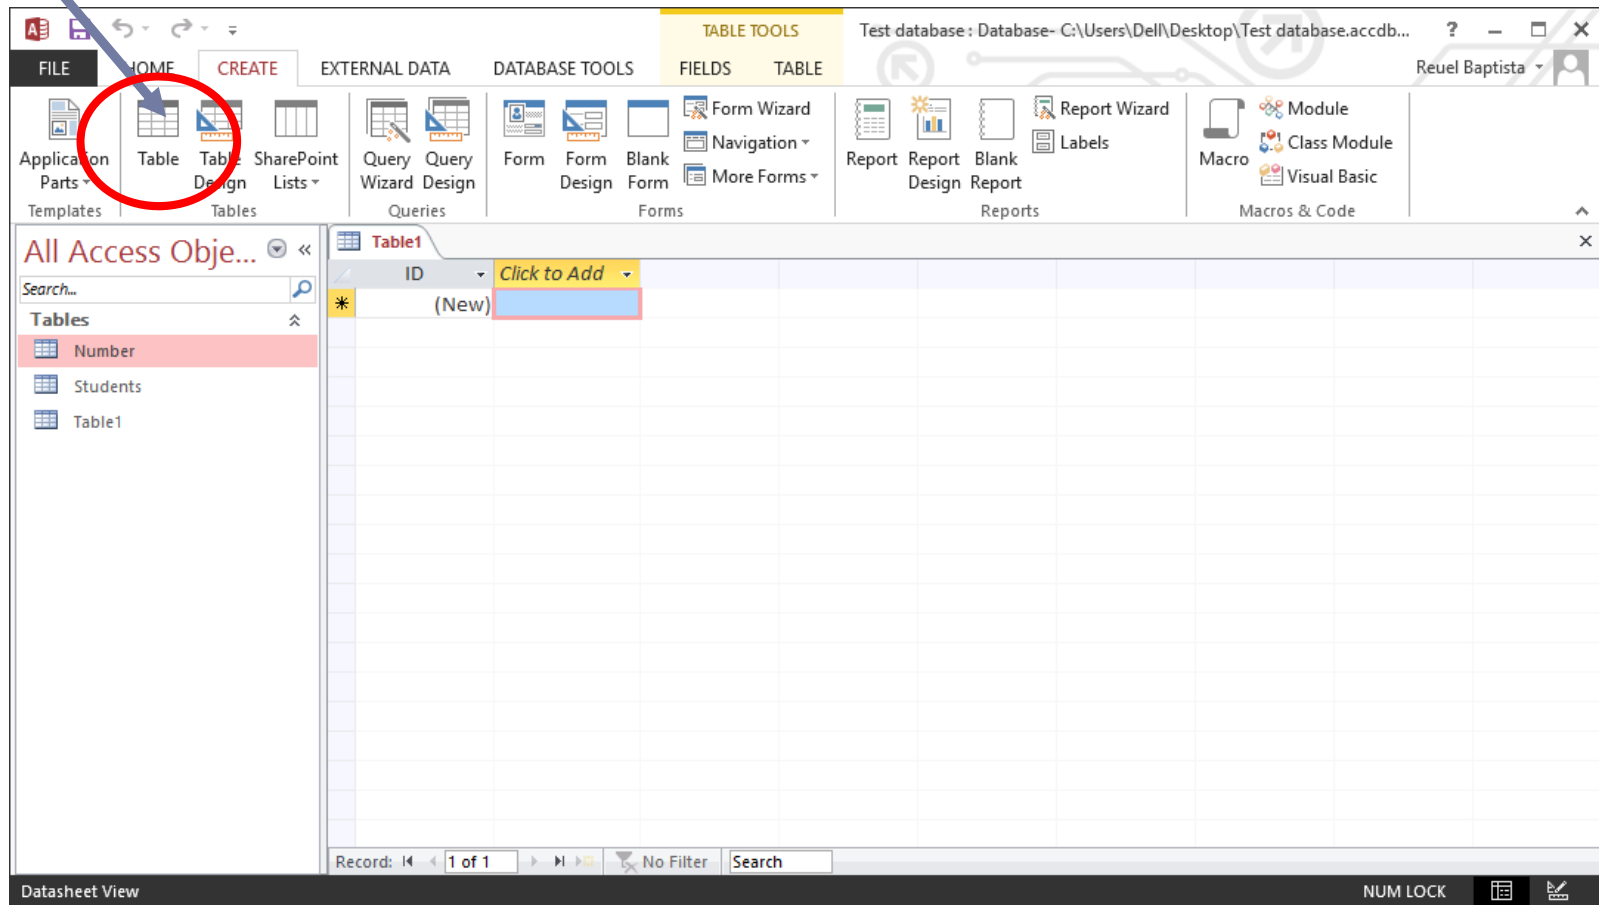 TABLE TOOLS
Test database : Database- C:\Users\Dell\Desktop\Test database.accdb...
?
FILE HOME CREATE EXTERNAL DATA DATABASE TOOLS FIELDS TABLE
Reuel Baptista
Application Parts
Table
Table Design
SharePoint Lists
Query Wizard
Query Design
Form
Form Design
Blank Form
Form Wizard
Navigation
More Forms
Report
Report Design
Blank Report
Report Wizard
Labels
Macro
Module
Class Module
Visual Basic
Templates
Tables
Queries
Forms
Reports
Macros & Code
All Access Obje... «
Search...
Tables
Number
Students
Table1
Table1
ID Click to Add
(New)
Record: 1 of 1 No Filter Search
Datasheet View
NUM LOCK